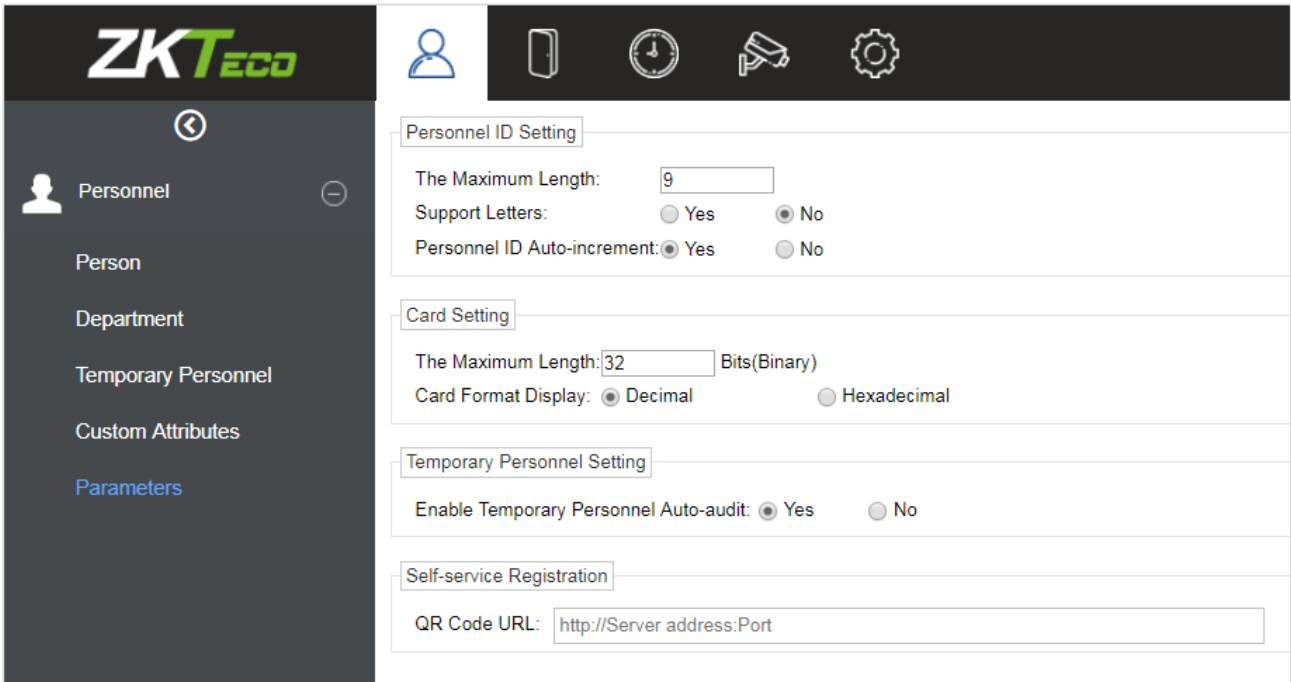 ZKTeco
Personnel
Person
Department
Temporary Personnel
Custom Attributes
Parameters
Personnel ID Setting
The Maximum Length: 9
Support Letters: Yes No
Personnel ID Auto-increment: Yes No
Card Setting
The Maximum Length: 32 Bits(Binary)
Card Format Display: Decimal Hexadecimal
Temporary Personnel Setting
Enable Temporary Personnel Auto-audit: Yes No
Self-service Registration
QR Code URL: http://Server address:Port